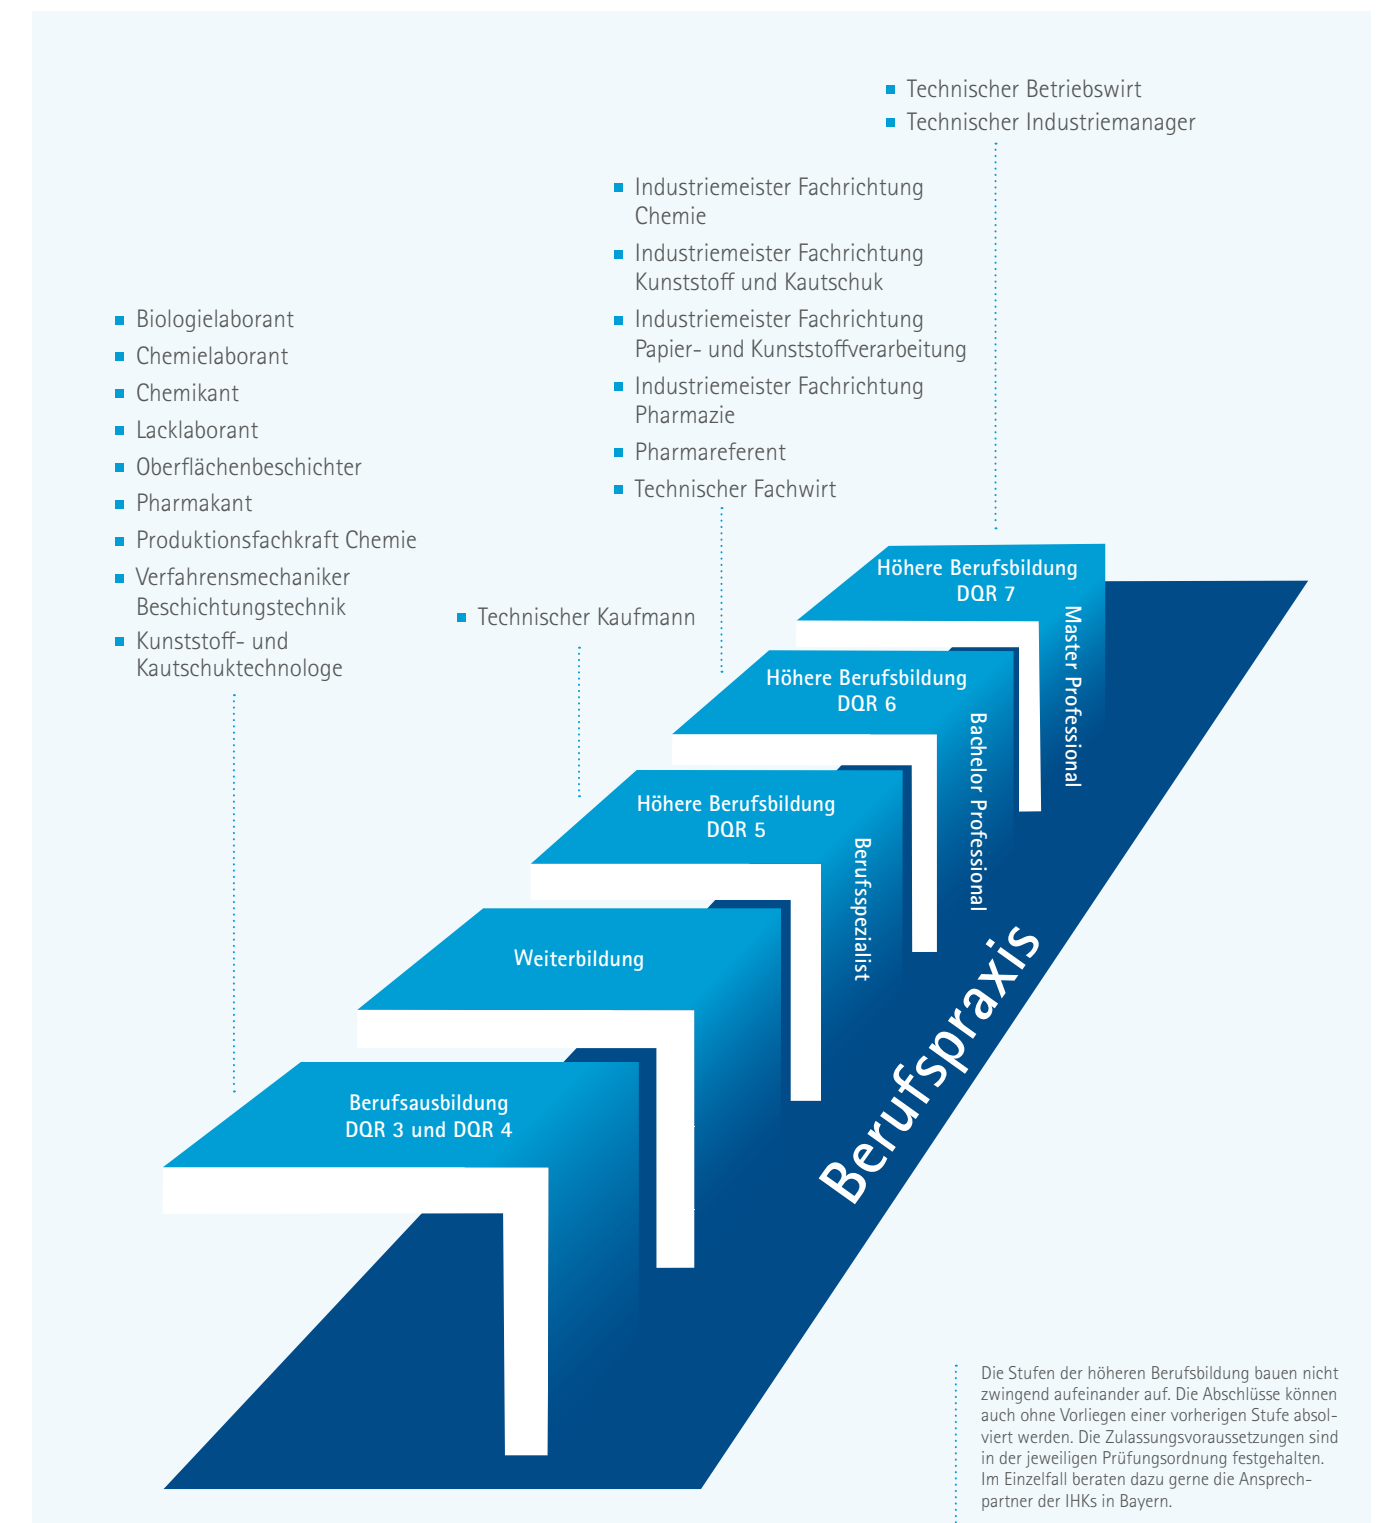 Technischer Betriebswirt
Technischer Industriemanager
Industriemeister Fachrichtung
Chemie
Industriemeister Fachrichtung
Kunststoff und Kautschuk
Industriemeister Fachrichtung
Papier- und Kunststoffverarbeitung
Industriemeister Fachrichtung
Pharmazie
Pharmareferent
Technischer Fachwirt
Biologielaborant
Chemielaborant
Chemikant
Lacklaborant
Oberflächenbeschichter
Pharmakant
Produktionsfachkraft Chemie
Verfahrensmechaniker
Beschichtungstechnik
Kunststoff- und
Kautschuktechnologe
Technischer Kaufmann
Höhere Berufsbildung
DQR 7
Master Professional
Höhere Berufsbildung
DQR 6
Bachelor Professional
Höhere Berufsbildung
DQR 5
Berufsspezialist
Weiterbildung
Berufsausbildung
DQR 3 und DQR 4
Berufspraxis
Die Stufen der höheren Berufsbildung bauen nicht
zwingend aufeinander auf. Die Abschlüsse können
auch ohne Vorliegen einer vorherigen Stufe absol-
viert werden. Die Zulassungsvoraussetzungen sind
in der jeweiligen Prüfungsordnung festgehalten.
Im Einzelfall beraten dazu gerne die Ansprech-
partner der IHKs in Bayern.